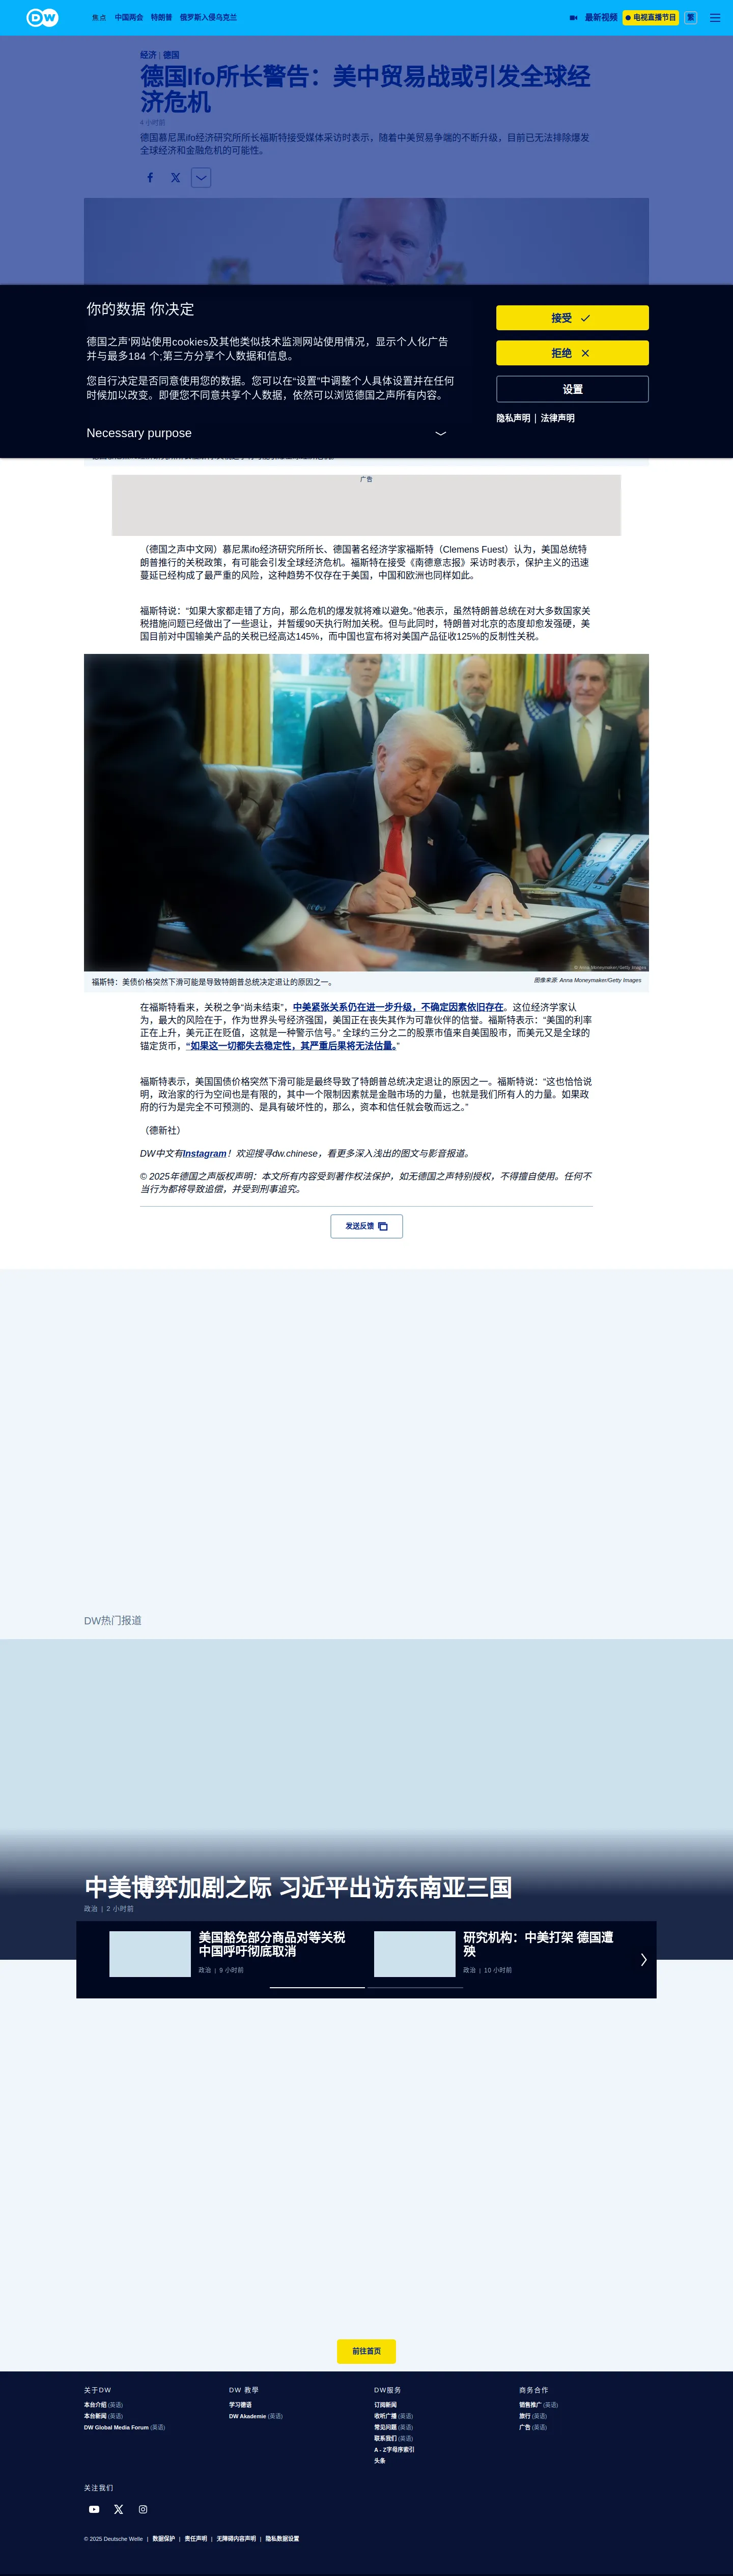 DW
焦点 中国两会 特朗普 俄罗斯入侵乌克兰
最新视频 电视直播节目 繁
经济 | 德国
德国Ifo所长警告：美中贸易战或引发全球经
济危机
4 小时前
德国慕尼黑ifo经济研究所所长福斯特接受媒体采访时表示，随着中美贸易争端的不断升级，目前已无法排除爆发
全球经济和金融危机的可能性。
你的数据 你决定
德国之声'网站使用cookies及其他类似技术监测网站使用情况，显示个人化广告
并与最多184 个;第三方分享个人数据和信息。
您自行决定是否同意使用您的数据。您可以在“设置”中调整个人具体设置并在任何
时候加以改变。即便您不同意共享个人数据，依然可以浏览德国之声所有内容。
Necessary purpose
接受
拒绝
设置
隐私声明 | 法律声明
广告
（德国之声中文网）慕尼黑ifo经济研究所所长、德国著名经济学家福斯特（Clemens Fuest）认为，美国总统特
朗普推行的关税政策，有可能会引发全球经济危机。福斯特在接受《南德意志报》采访时表示，保护主义的迅速
蔓延已经构成了最严重的风险，这种趋势不仅存在于美国，中国和欧洲也同样如此。
福斯特说：“如果大家都走错了方向，那么危机的爆发就将难以避免。”他表示，虽然特朗普总统在对大多数国家关
税措施问题已经做出了一些退让，并暂缓90天执行附加关税。但与此同时，特朗普对北京的态度却愈发强硬，美
国目前对中国输美产品的关税已经高达145%，而中国也宣布将对美国产品征收125%的反制性关税。
© Anna Moneymaker/Getty Images
福斯特：美债价格突然下滑可能是导致特朗普总统决定退让的原因之一。
图像来源: Anna Moneymaker/Getty Images
在福斯特看来，关税之争“尚未结束”，中美紧张关系仍在进一步升级，不确定因素依旧存在。这位经济学家认
为，最大的风险在于，作为世界头号经济强国，美国正在丧失其作为可靠伙伴的信誉。福斯特表示：“美国的利率
正在上升，美元正在贬值，这就是一种警示信号。” 全球约三分之二的股票市值来自美国股市，而美元又是全球的
锚定货币，“如果这一切都失去稳定性，其严重后果将无法估量。”
福斯特表示，美国国债价格突然下滑可能是最终导致了特朗普总统决定退让的原因之一。福斯特说：“这也恰恰说
明，政治家的行为空间也是有限的，其中一个限制因素就是金融市场的力量，也就是我们所有人的力量。如果政
府的行为是完全不可预测的、是具有破坏性的，那么，资本和信任就会敬而远之。”
（德新社）
DW中文有Instagram！欢迎搜寻dw.chinese，看更多深入浅出的图文与影音报道。
© 2025年德国之声版权声明：本文所有内容受到著作权法保护，如无德国之声特别授权，不得擅自使用。任何不
当行为都将导致追偿，并受到刑事追究。
发送反馈
DW热门报道
中美博弈加剧之际 习近平出访东南亚三国
政治 | 2 小时前
美国豁免部分商品对等关税
中国呼吁彻底取消
政治 | 9 小时前
研究机构：中美打架 德国遭
殃
政治 | 10 小时前
前往首页
关于DW
本台介绍 (英语)
本台新闻 (英语)
DW Global Media Forum (英语)
DW 教學
学习德语
DW Akademie (英语)
DW服务
订阅新闻
收听广播 (英语)
常见问题 (英语)
联系我们 (英语)
A - Z字母序索引
头条
商务合作
销售推广 (英语)
旅行 (英语)
广告 (英语)
关注我们
© 2025 Deutsche Welle | 数据保护 | 责任声明 | 无障碍内容声明 | 隐私数据设置